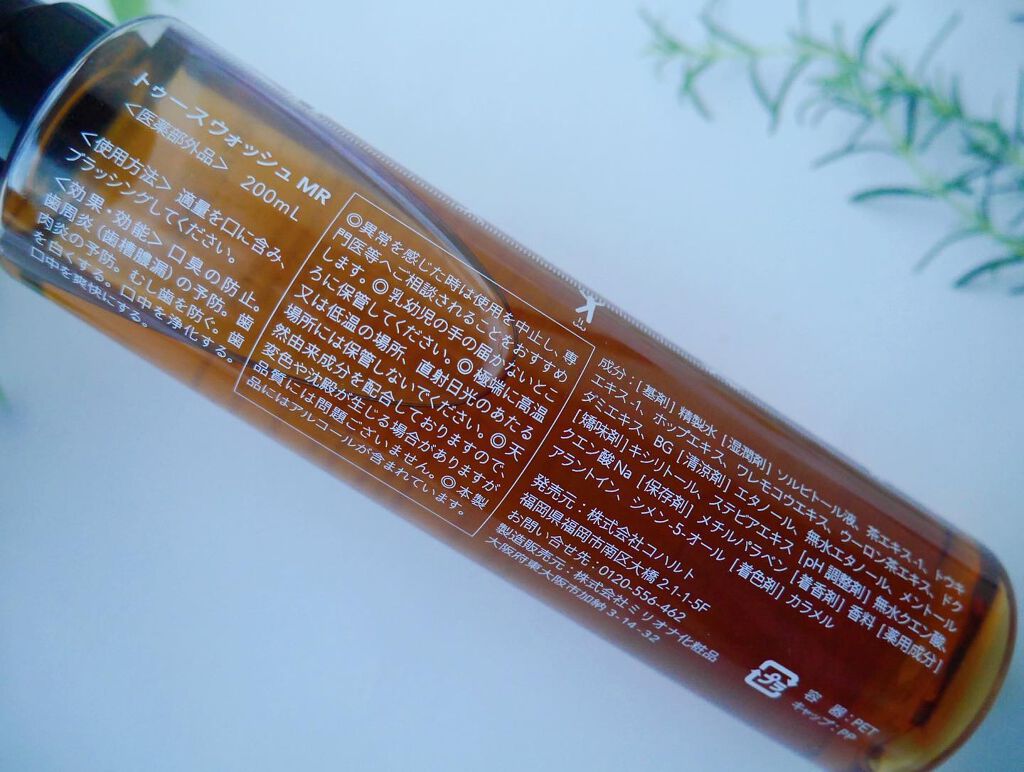 トゥースウォッシュ MR
<医薬部外品> 200mL
<使用方法> 適量を口に含み、
ブラッシングしてください。
<効果・効能> 口臭の防止。
歯周炎(歯槽膿漏)の予防。歯
肉炎の予防。むし歯を防ぐ。歯
を白くする。口中を浄化する。
口中を爽快にする。
◎異常を感じた時は使用を中止し、専
門医等へご相談されることをおすすめ
します。◎乳幼児の手の届かないとこ
ろに保管してください。◎極端に高温
又は低温の場所、直射日光のあたる
場所には保管しないでください。◎天
然由来成分を配合しておりますので、
変色や沈殿が生じる場合がありますが
品質には問題ございません。◎本製
品にはアルコールが含まれています。
成分:[基剤]精製水[湿潤剤]ソルビトール液、茶エキス-1、トウキ
エキス-1、ホップエキス、ワレモコウエキス、ウーロン茶エキス、ドク
ダミエキス、BG[清涼剤]エタノール、無水エタノール、メントール
[矯味剤]キシリトール、ステビアエキス[pH調整剤]無水クエン酸、
クエン酸Na[保存剤]メチルパラベン[着香剤]香料[薬用成分]
アラントイン、シメン-5-オール[着色剤]カラメル
発売元:株式会社コハルト
福岡県福岡市南区大橋 2-1-1-5F
お問い合せ先:0120-556-462
製造販売元:株式会社ミリオナ化粧品
大阪府東大阪市加納 3-14-32
プラ
容器:PET
キャップ:PP